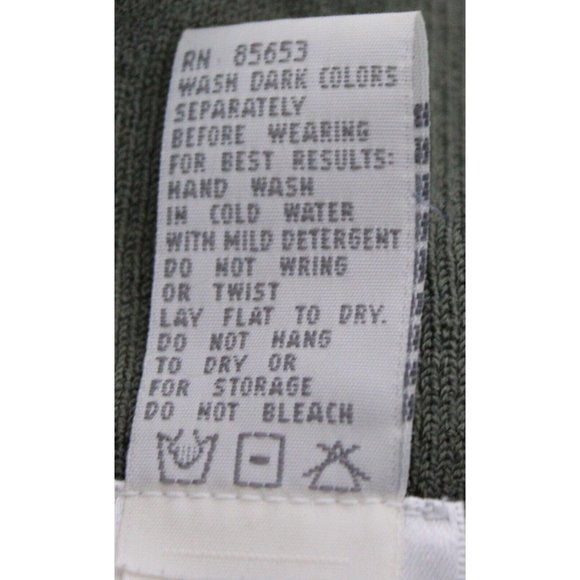 RN 85653
WASH DARK COLORS
SEPARATELY
BEFORE WEARING
FOR BEST RESULTS:
HAND WASH
IN COLD WATER
WITH MILD DETERGENT
DO NOT WRING
OR TWIST
LAY FLAT TO DRY.
DO NOT HANG
TO DRY OR
FOR STORAGE
DO NOT BLEACH